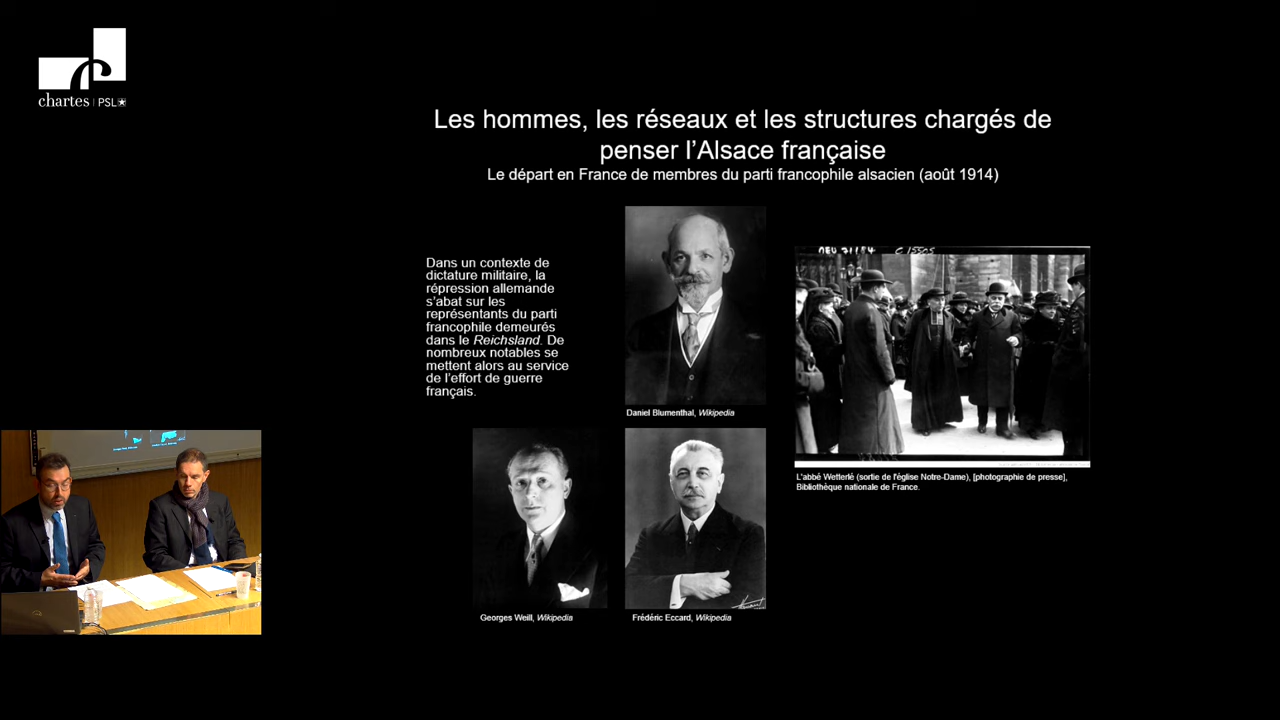 chartes | PSL
Les hommes, les réseaux et les structures chargés de
penser l'Alsace française
Le départ en France de membres du parti francophile alsacien (août 1914)
Dans un contexte de
dictature militaire, la
répression allemande
s'abat sur les
représentants du parti
francophile demeurés
dans le Reichsland. De
nombreux notables se
mettent alors au service
de l'effort de guerre
français.
Daniel Blumenthal, Wikipedia
L'abbé Wetterlé (sortie de l'église Notre-Dame), [photographie de presse],
Bibliothèque nationale de France.
Georges Weill, Wikipedia
Frédéric Eccard, Wikipedia